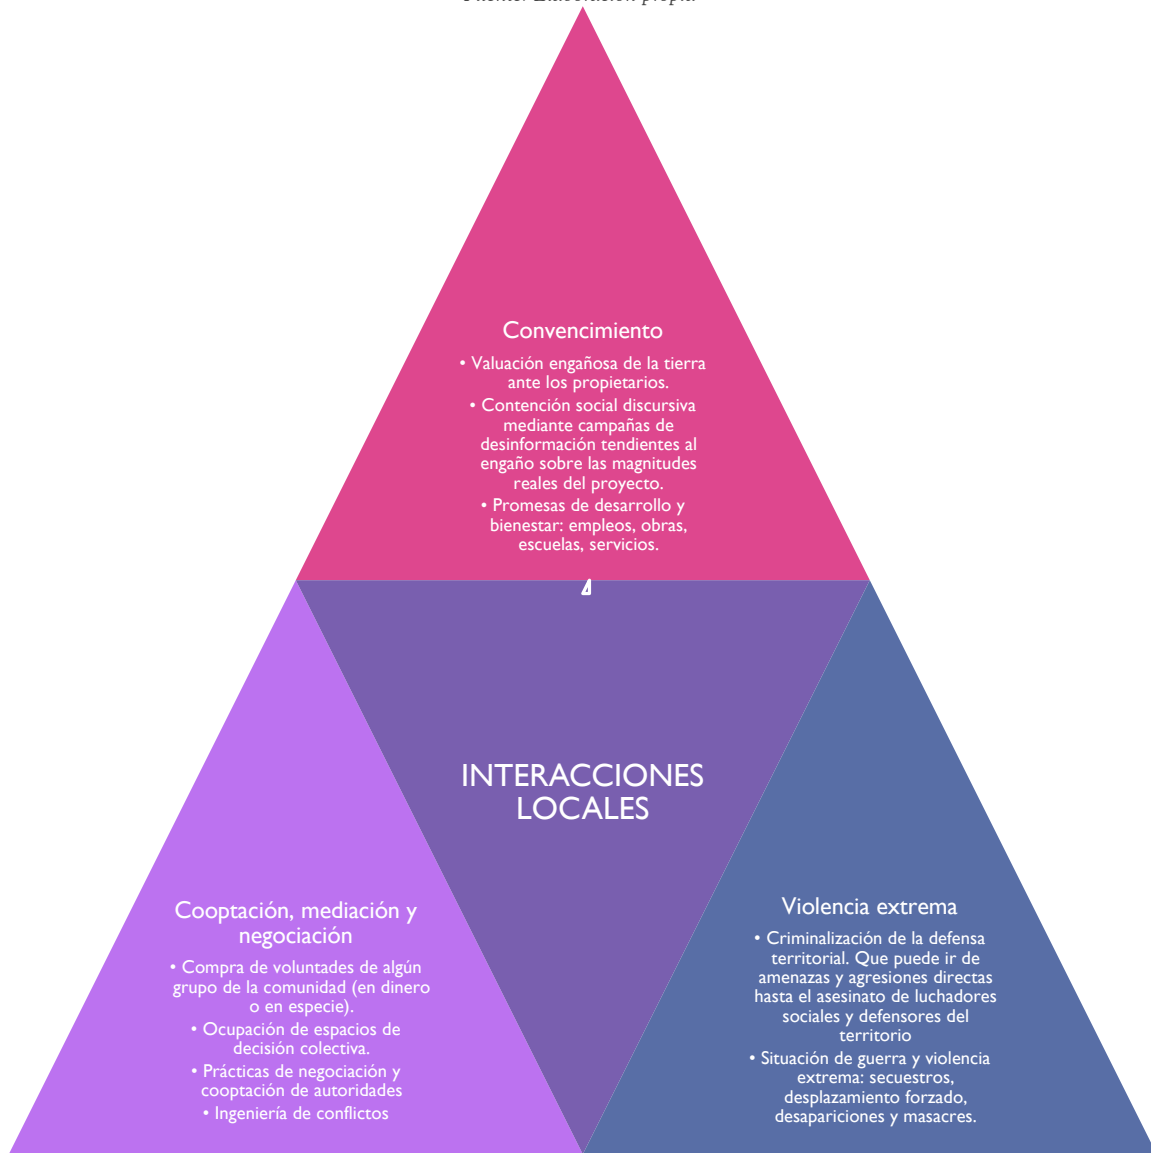 Fuente: Elaboración propia
Convencimiento
• Valuación engañosa de la tierra
ante los propietarios.
• Contención social discursiva
mediante campañas de
desinformación tendientes al
engaño sobre las magnitudes
reales del proyecto.
• Promesas de desarrollo y
bienestar: empleos, obras,
escuelas, servicios.
INTERACCIONES
LOCALES
Cooptación, mediación y
negociación
• Compra de voluntades de algún
grupo de la comunidad (en dinero
o en especie).
• Ocupación de espacios de
decisión colectiva.
• Prácticas de negociación y
cooptación de autoridades
• Ingeniería de conflictos
Violencia extrema
• Criminalización de la defensa
territorial. Que puede ir de
amenazas y agresiones directas
hasta el asesinato de luchadores
sociales y defensores del
territorio
• Situación de guerra y violencia
extrema: secuestros,
desplazamiento forzado,
desapariciones y masacres.